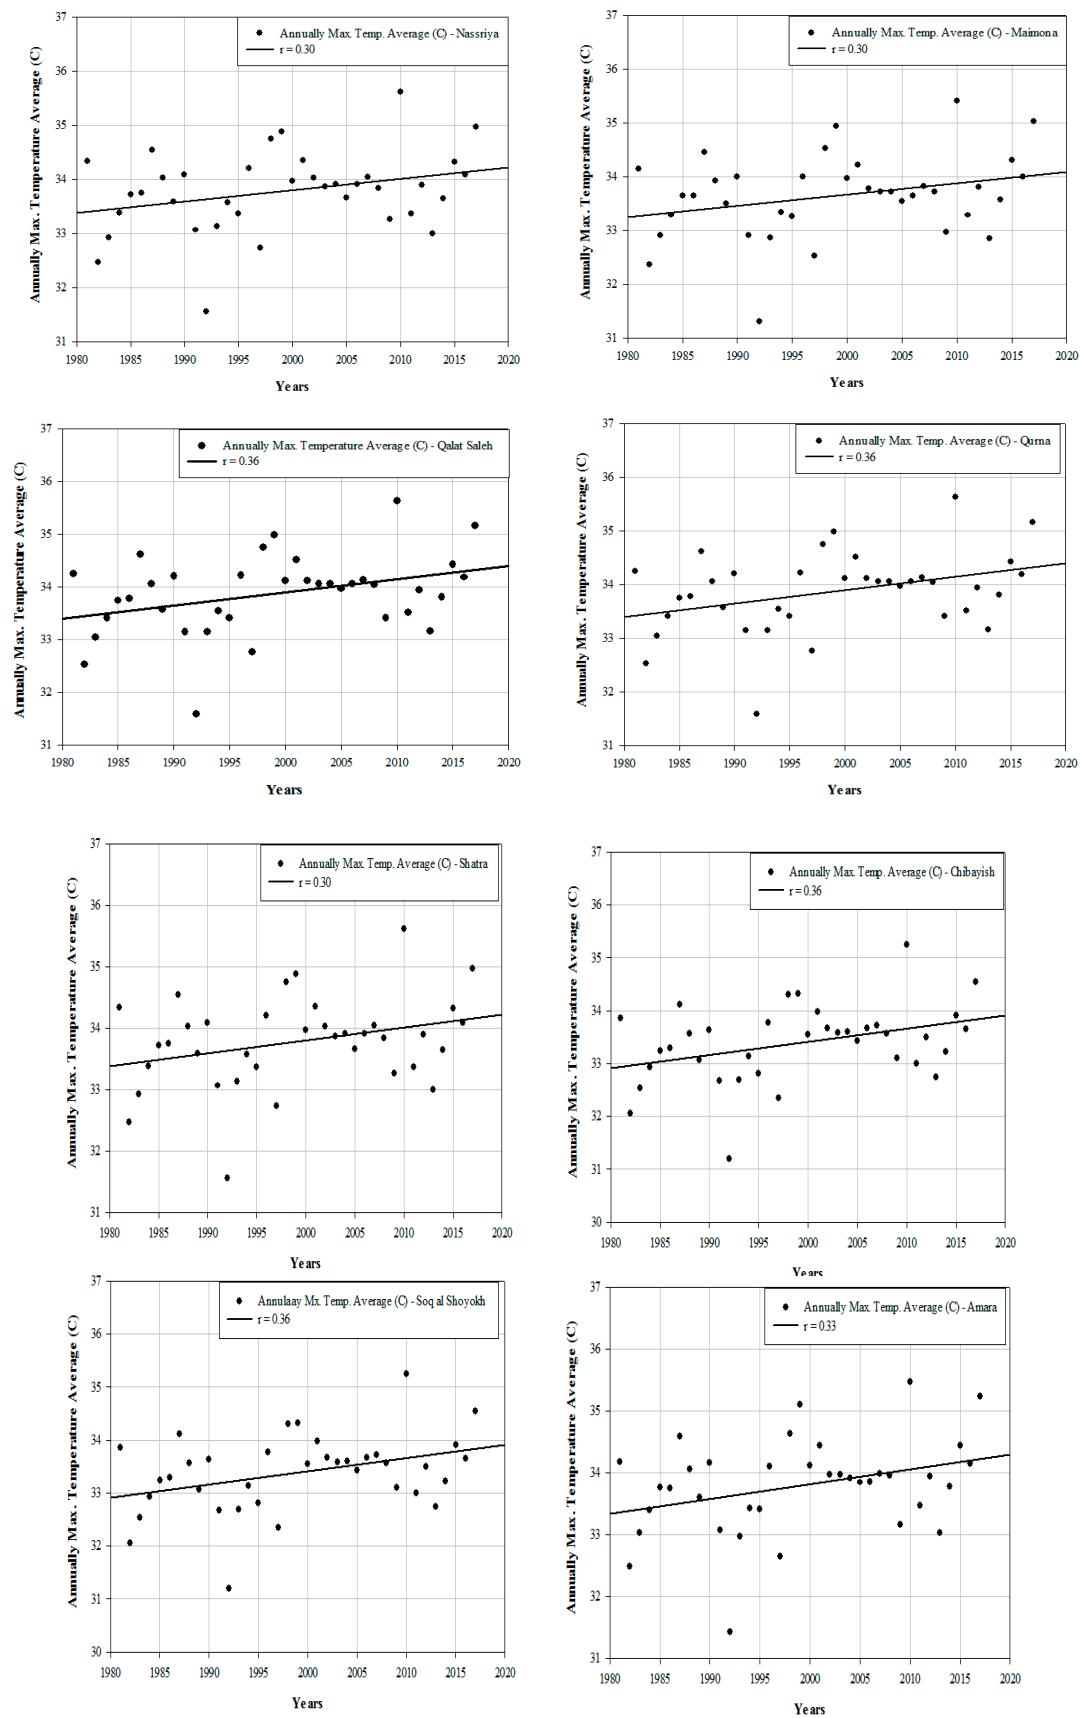 Annually Max. Temp. Average (C) - Nassriya
r = 0.30
Annually Max. Temperature Average (C)
37
36
35
34
33
32
31
1980 1985 1990 1995 2000 2005 2010 2015 2020
Years
Annually Max. Temp. Average (C) - Maimona
r = 0.30
Annually Max. Temperature Average (C)
37
36
35
34
33
32
31
1980 1985 1990 1995 2000 2005 2010 2015 2020
Years
Annually Max. Temperature Average (C) - Qalat Saleh
r = 0.36
Annually Max. Temperature Average (C)
37
36
35
34
33
32
31
1980 1985 1990 1995 2000 2005 2010 2015 2020
Years
Annually Max. Temp. Average (C) - Qurna
r = 0.36
Annually Max. Temperature Average (C)
37
36
35
34
33
32
31
1980 1985 1990 1995 2000 2005 2010 2015 2020
Years
Annually Max. Temp. Average (C) - Shatra
r = 0.30
Annually Max. Temperature Average (C)
37
36
35
34
33
32
31
1980 1985 1990 1995 2000 2005 2010 2015 2020
Years
Annually Max. Temp. Average (C) - Chibayish
r = 0.36
Annually Max. Temperature Average (C)
37
36
35
34
33
32
31
30
1980 1985 1990 1995 2000 2005 2010 2015 2020
Years
Annulaay Mx. Temp. Average (C) - Soq al Shoyokh
r = 0.36
Annually Max. Temperature Average (C)
37
36
35
34
33
32
31
30
1980 1985 1990 1995 2000 2005 2010 2015 2020
Years
Annually Max. Temp. Average (C) - Amara
r = 0.33
Annually Max. Temperature Average (C)
37
36
35
34
33
32
31
1980 1985 1990 1995 2000 2005 2010 2015 2020
Years